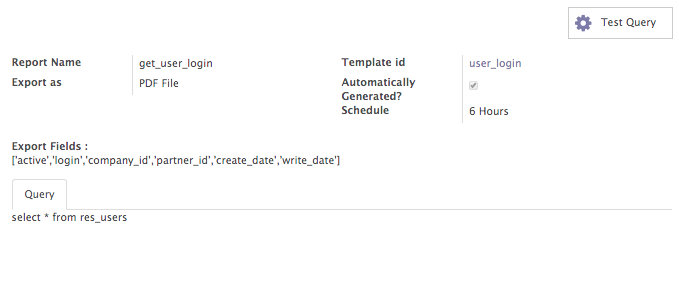 Test Query
Report Name get_user_login Template id user_login
Export as PDF File Automatically
Generated?
Schedule 6 Hours
Export Fields :
['active','login','company_id','partner_id','create_date','write_date']
Query
select * from res_users